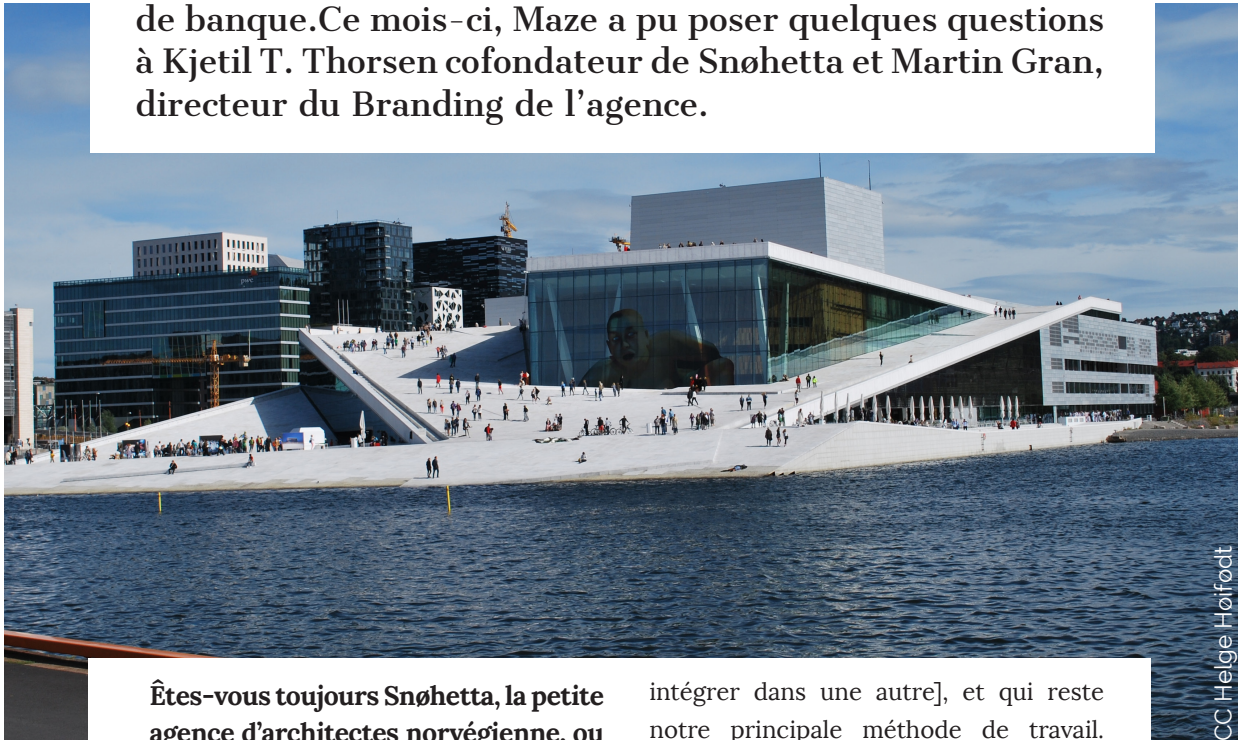 de banque.Ce mois-ci, Maze a pu poser quelques questions
à Kjetil T. Thorsen cofondateur de Snøhetta et Martin Gran,
directeur du Branding de l'agence.
pwc
CC Helge Høifødt
Êtes-vous toujours Snøhetta, la petite
agence d'architectes norvégienne, ou
intégrer dans une autre], et qui reste
notre principale méthode de travail.